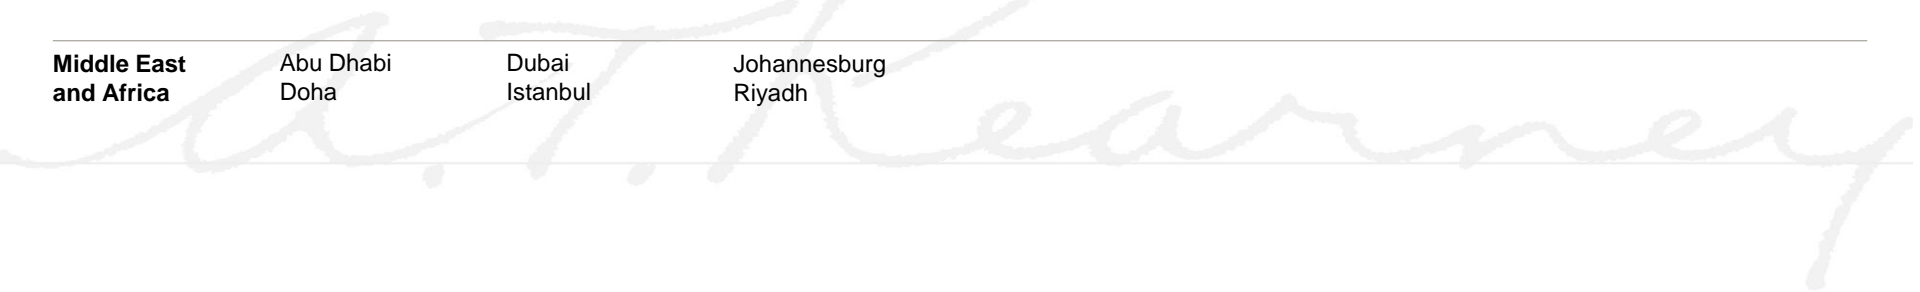 Middle East Abu Dhabi Dubai Johannesburg
and Africa Doha Istanbul Riyadh
A.T.Kearney